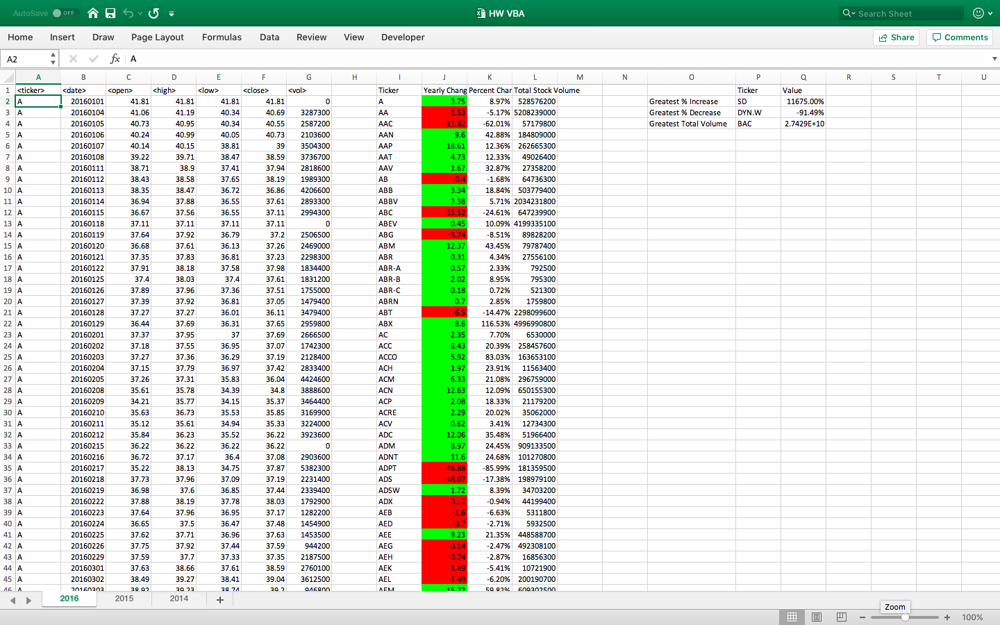 AutoSave OFF HW VBA Search Sheet
Home Insert Draw Page Layout Formulas Data Review View Developer Share Comments
A2 fx A
A B C D E F G H I J K L M N O P Q R S T U
1 <ticker> <date> <open> <high> <low> <close> <vol> Ticker Yearly Chang Percent Char Total Stock Volume Ticker Value
2 A 20160101 41.81 41.81 41.81 41.81 0 A 3.75 8.97% 528576200 Greatest % Increase SD 11675.00%
3 A 20160104 41.06 41.19 40.34 40.69 3287300 AA -1.53 -5.17% 5208239000 Greatest % Decrease DYN.W -91.49%
4 A 20160105 40.73 40.95 40.34 40.55 2587200 AAC -11.82 -62.01% 57179800 Greatest Total Volume BAC 2.7429E+10
5 A 20160106 40.24 40.99 40.05 40.73 2103600 AAN 9.6 42.88% 184809000
6 A 20160107 40.14 40.15 38.81 39 3504300 AAP 18.61 12.36% 262665300
7 A 20160108 39.22 39.71 38.47 38.59 3736700 AAT 4.73 12.33% 49026400
8 A 20160111 38.71 38.9 37.41 37.94 2818600 AAV 1.67 32.87% 27358200
9 A 20160112 38.43 38.58 37.65 38.19 1989300 AB -0.4 -1.68% 64736300
10 A 20160113 38.35 38.47 36.72 36.86 4206600 ABB 3.34 18.84% 503779400
11 A 20160114 36.94 37.88 36.55 37.61 2893300 ABBV 3.38 5.71% 2034231800
12 A 20160115 36.67 37.56 36.55 37.11 2994300 ABC -25.52 -24.61% 647239900
13 A 20160118 37.11 37.11 37.11 37.11 0 ABEV 0.45 10.09% 4199335100
14 A 20160119 37.64 37.92 36.79 37.2 2506500 ABG -5.74 -8.51% 89828200
15 A 20160120 36.68 37.61 36.13 37.26 2469000 ABM 12.37 43.45% 79787400
16 A 20160121 37.35 37.83 36.81 37.23 2298300 ABR 0.31 4.34% 27556100
17 A 20160122 37.91 38.18 37.58 37.98 1834400 ABR-A 0.57 2.33% 792500
18 A 20160125 37.4 38.03 37.4 37.61 1831200 ABR-B 2.02 8.95% 795300
19 A 20160126 37.89 37.96 37.36 37.51 1755000 ABR-C 0.18 0.72% 521300
20 A 20160127 37.39 37.92 36.81 37.05 1479400 ABRN 0.7 2.85% 1759800
21 A 20160128 37.27 37.27 36.01 36.11 3479400 ABT -6.5 -14.47% 2298099600
22 A 20160129 36.44 37.69 36.31 37.65 2959800 ABX 8.6 116.53% 4996990800
23 A 20160201 37.37 37.95 37 37.69 2666500 AC 2.35 7.70% 6530000
24 A 20160202 37.18 37.55 36.95 37.07 1742300 ACC 8.43 20.39% 258457600
25 A 20160203 37.27 37.36 36.29 37.19 2128400 ACCO 5.92 83.03% 163653100
26 A 20160204 37.15 37.79 36.97 37.42 2833400 ACH 1.97 23.91% 11563400
27 A 20160205 37.26 37.31 35.83 36.04 4424600 ACM 6.33 21.08% 296759000
28 A 20160208 35.61 35.78 34.39 34.8 3888600 ACN 12.63 12.09% 650155300
29 A 20160209 34.21 35.77 34.15 35.37 3464400 ACP 2.08 18.33% 21179200
30 A 20160210 35.63 36.73 35.53 35.85 3169900 ACRE 2.29 20.02% 35062000
31 A 20160211 35.12 35.61 34.94 35.33 3224000 ACV 0.62 3.41% 12734300
32 A 20160212 35.84 36.23 35.52 36.22 3923600 ADC 12.06 35.48% 51966400
33 A 20160215 36.22 36.22 36.22 36.22 0 ADM 8.97 24.45% 909133500
34 A 20160216 36.72 37.17 36.4 37.08 2903600 ADNT 11.6 24.68% 101270800
35 A 20160217 35.22 38.13 34.75 37.87 5382300 ADPT -46.88 -85.99% 181359500
36 A 20160218 37.73 37.96 37.09 37.19 2231400 ADS -48.07 -17.38% 198979100
37 A 20160219 36.98 37.6 36.85 37.44 2339400 ADSW 1.72 8.39% 34703200
38 A 20160222 37.88 38.19 37.78 38.03 1792900 ADX -0.12 -0.94% 44199400
39 A 20160223 37.64 37.96 36.95 37.17 1282200 AEB -1.6 -6.63% 5311800
40 A 20160224 36.65 37.5 36.47 37.48 1454900 AED -0.7 -2.71% 5932500
41 A 20160225 37.62 37.71 36.96 37.63 1453500 AEE 9.23 21.35% 448588700
42 A 20160226 37.75 37.92 37.44 37.59 944200 AEG -0.14 -2.47% 492308100
43 A 20160229 37.59 37.7 37.33 37.35 2187500 AEH -0.74 -2.87% 16856300
44 A 20160301 37.63 38.66 37.61 38.59 2760100 AEK -1.49 -5.41% 10721900
45 A 20160302 38.49 39.27 38.41 39.04 3612500 AEL -1.49 -6.20% 200190700
46 A 20160303 38.92 39.23 38.74 39.2 946800 AEM 15.72 59.82% 609302500
2016 2015 2014
Zoom
100%